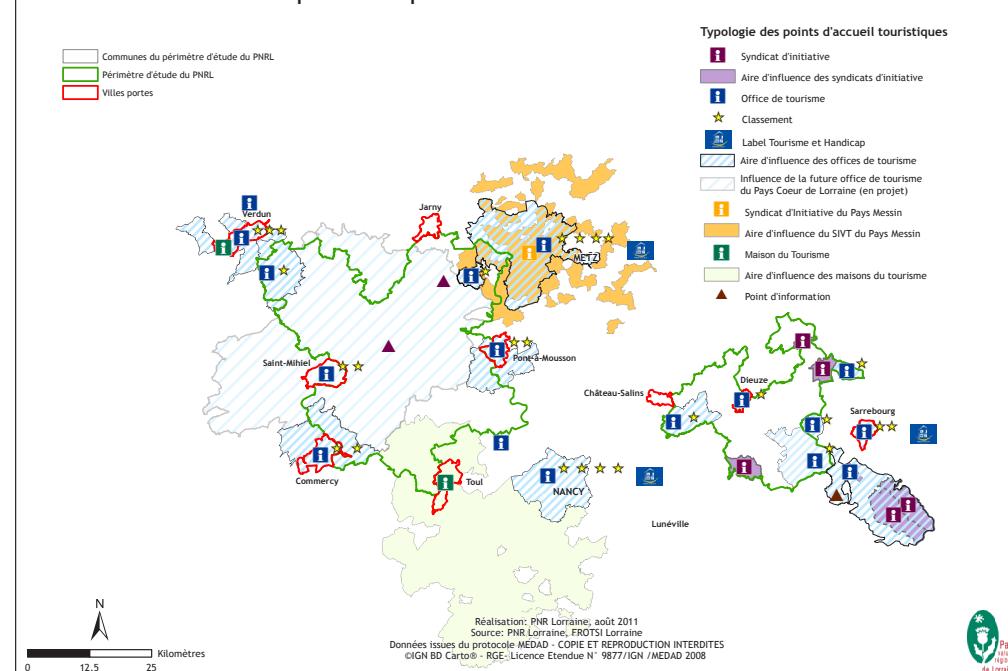 Communes du périmètre d'étude du PNRL
Périmètre d'étude du PNRL
Villes portes
Typologie des points d'accueil touristiques
Syndicat d'initiative
Aire d'influence des syndicats d'initiative
Office de tourisme
Classement
Label Tourisme et Handicap
Aire d'influence des offices de tourisme
Influence de la future office de tourisme
du Pays Coeur de Lorraine (en projet)
Syndicat d'Initiative du Pays Messin
Aire d'influence du SIVT du Pays Messin
Maison du Tourisme
Aire d'influence des maisons du tourisme
Point d'information
Verdun
Jarny
METZ
Saint-Mihiel
Pont-à-Mousson
Château-Salins
Dieuze
Sarrebourg
Commercy
Toul
NANCY
Lunéville
N
0 12.5 25 Kilomètres
Réalisation: PNR Lorraine, août 2011
Source: PNR Lorraine, FROTSI Lorraine
Données issues du protocole MEDAD - COPIE ET REPRODUCTION INTERDITES
©IGN BD Carto® - RGE- Licence Etendue N° 9877/IGN /MEDAD 2008